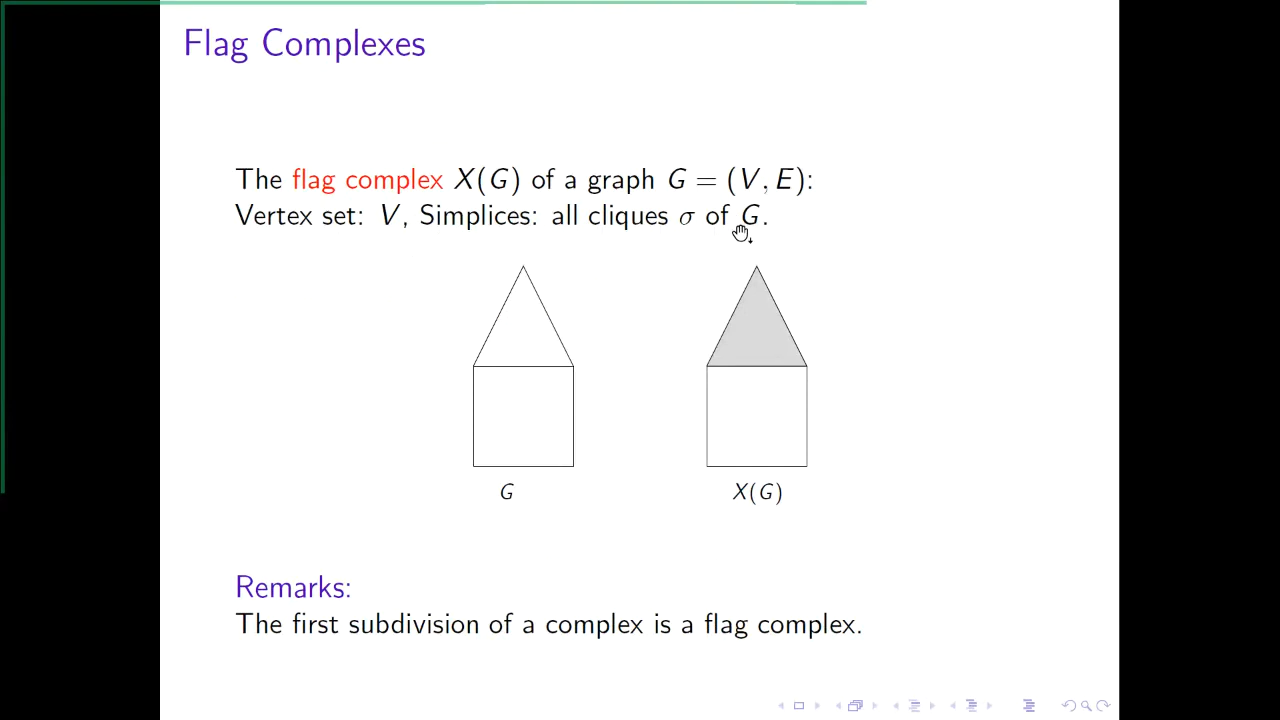 Flag Complexes
The flag complex X(G) of a graph G = (V, E):
Vertex set: V, Simplices: all cliques σ of G.
G
X(G)
Remarks:
The first subdivision of a complex is a flag complex.